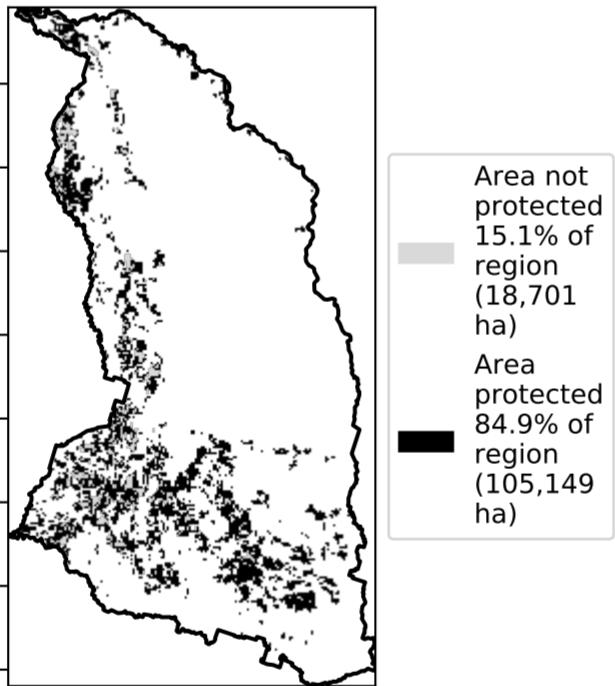 Area not
protected
15.1% of
region
(18,701
ha)
Area
protected
84.9% of
region
(105,149
ha)